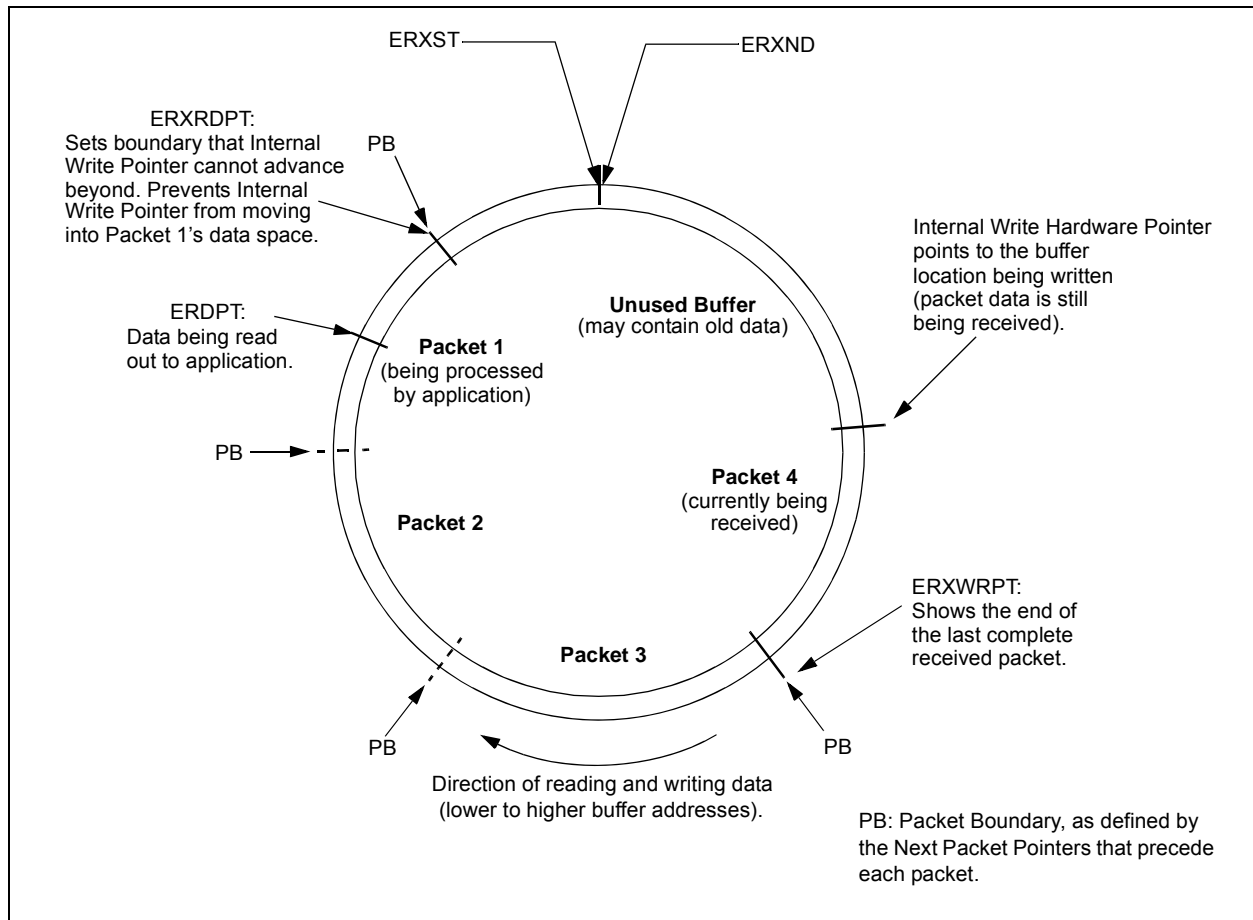 ERXST
ERXND
ERXRDPT:
Sets boundary that Internal
Write Pointer cannot advance
beyond. Prevents Internal
Write Pointer from moving
into Packet 1’s data space.
PB
Internal Write Hardware Pointer
points to the buffer
location being written
(packet data is still
being received).
Unused Buffer
(may contain old data)
ERDPT:
Data being read
out to application.
Packet 1
(being processed
by application)
PB
Packet 4
(currently being
received)
Packet 2
ERXWRPT:
Shows the end of
the last complete
received packet.
Packet 3
PB
PB
Direction of reading and writing data
(lower to higher buffer addresses).
PB: Packet Boundary, as defined by
the Next Packet Pointers that precede
each packet.